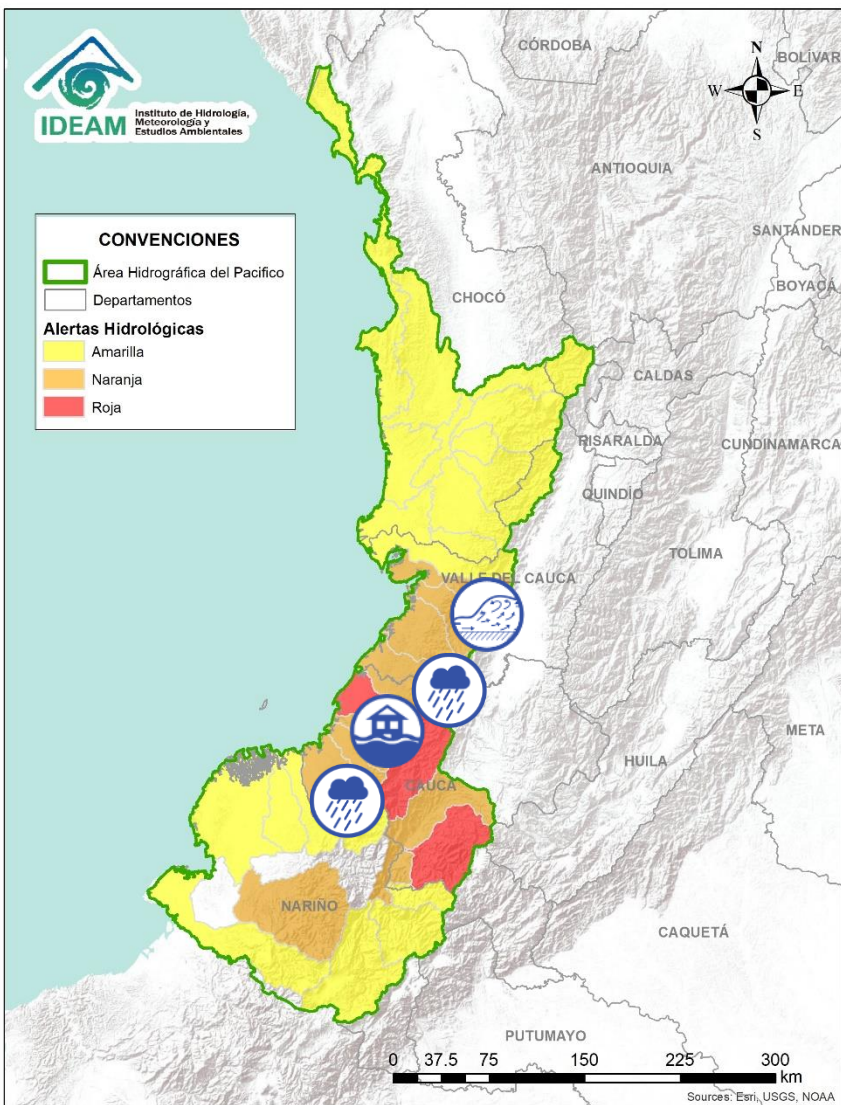 IDEAM
Instituto de Hidrología,
Meteorología y
Estudios Ambientales
N
W
E
S
CÓRDOBA
BOLÍVAR
ANTIOQUIA
SANTANDER
BOYACÁ
CONVENCIONES
Área Hidrográfica del Pacifico
Departamentos
Alertas Hidrológicas
Amarilla
Naranja
Roja
CHOCÓ
CALDAS
RISARALDA
CUNDINAMARCA
QUINDÍO
TOLIMA
VALLE DEL CAUCA
META
HUILA
CAUCA
NARIÑO
CAQUETÁ
PUTUMAYO
0 37.5 75 150 225 300
km
Sources: Esri, USGS, NOAA